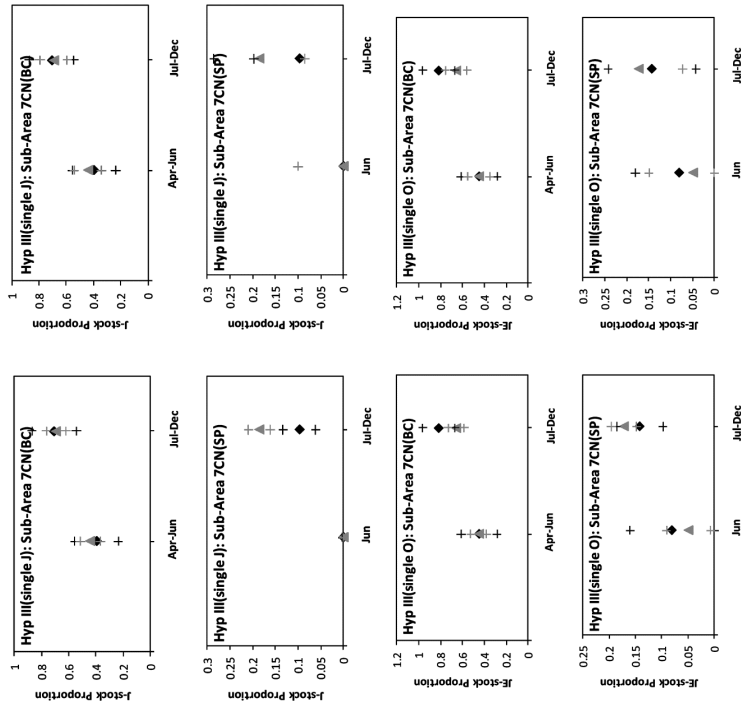 Hyp III(single J): Sub-Area 7CN(BC)
J-stock Proportion
1
0.8
0.6
0.4
0.2
0
Apr-Jun Jul-Dec
Hyp III(single J): Sub-Area 7CN(BC)
J-stock Proportion
1
0.8
0.6
0.4
0.2
0
Apr-Jun Jul-Dec
Hyp III(single J): Sub-Area 7CN(SP)
J-stock Proportion
0.3
0.25
0.2
0.15
0.1
0.05
0
Jun Jul-Dec
Hyp III(single J): Sub-Area 7CN(SP)
J-stock Proportion
0.3
0.25
0.2
0.15
0.1
0.05
0
Jun Jul-Dec
Hyp III(single O): Sub-Area 7CN(BC)
JE-stock Proportion
1.2
1
0.8
0.6
0.4
0.2
0
Apr-Jun Jul-Dec
Hyp III(single O): Sub-Area 7CN(BC)
JE-stock Proportion
1.2
1
0.8
0.6
0.4
0.2
0
Apr-Jun Jul-Dec
Hyp III(single O): Sub-Area 7CN(SP)
JE-stock Proportion
0.25
0.2
0.15
0.1
0.05
0
Jun Jul-Dec
Hyp III(single O): Sub-Area 7CN(SP)
JE-stock Proportion
0.3
0.25
0.2
0.15
0.1
0.05
0
Jun Jul-Dec